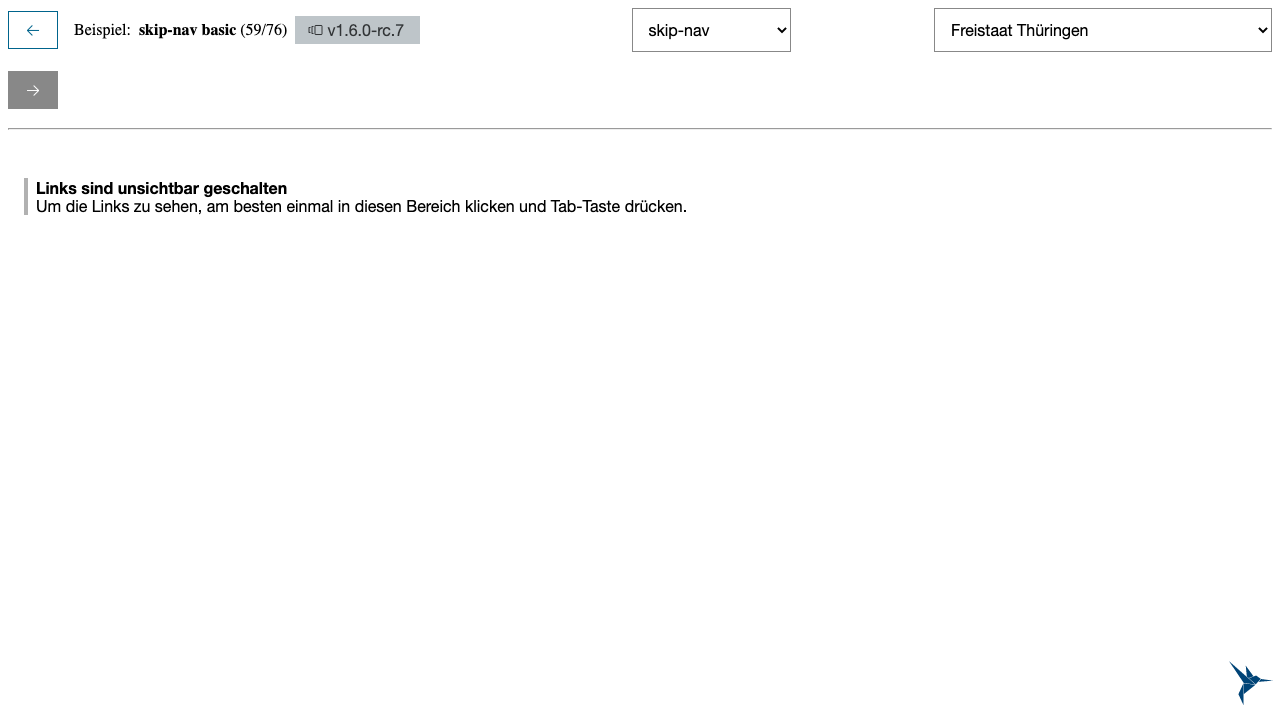 Beispiel: skip-nav basic (59/76) v1.6.0-rc.7 skip-nav Freistaat Thüringen
Links sind unsichtbar geschalten
Um die Links zu sehen, am besten einmal in diesen Bereich klicken und Tab-Taste drücken.